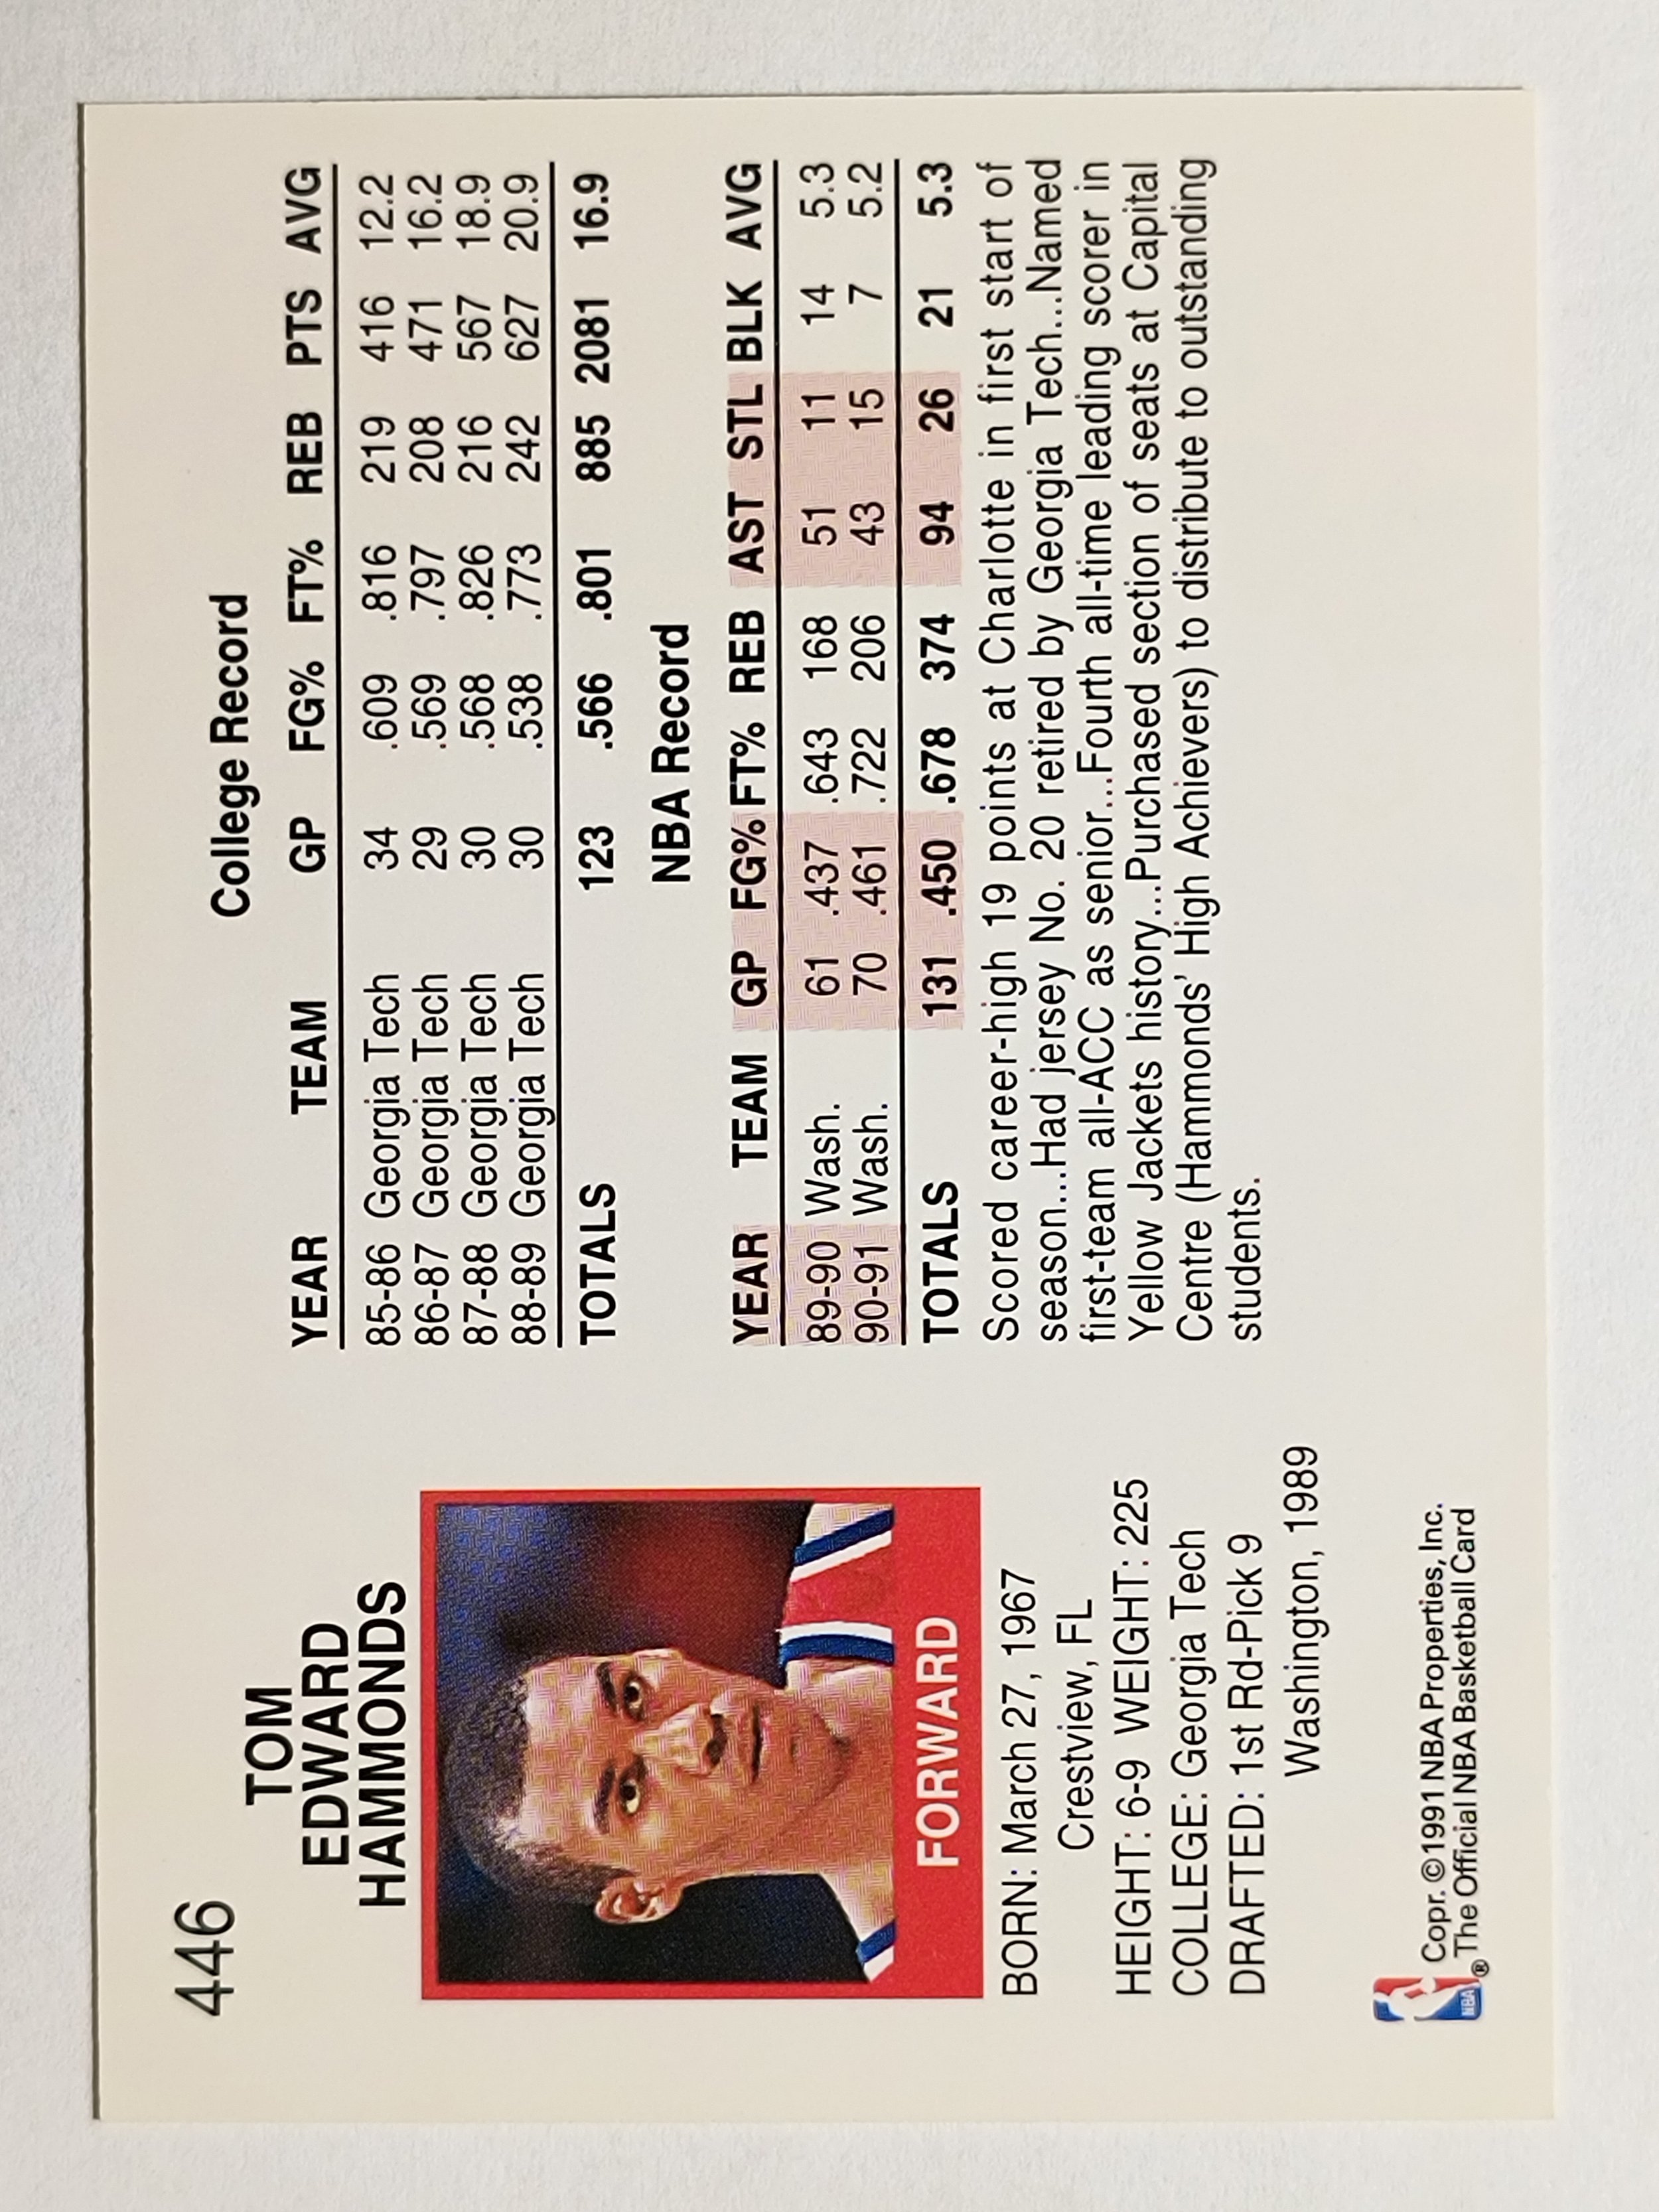 446
TOM
EDWARD
HAMMONDS
FORWARD
BORN: March 27, 1967
Crestview, FL
HEIGHT: 6-9 WEIGHT: 225
COLLEGE: Georgia Tech
DRAFTED: 1st Rd-Pick 9
Washington, 1989
NBA
®
Copr. ©1991 NBA Properties, Inc.
The Official NBA Basketball Card
College Record
YEAR TEAM GP FG% FT% REB PTS AVG
85-86 Georgia Tech 34 .609 .816 219 416 12.2
86-87 Georgia Tech 29 .569 .797 208 471 16.2
87-88 Georgia Tech 30 .568 .826 216 567 18.9
88-89 Georgia Tech 30 .538 .773 242 627 20.9
TOTALS 123 .566 .801 885 2081 16.9
NBA Record
YEAR TEAM GP FG% FT% REB AST STL BLK AVG
89-90 Wash. 61 .437 .643 168 51 11 14 5.3
90-91 Wash. 70 .461 .722 206 43 15 7 5.2
TOTALS 131 .450 .678 374 94 26 21 5.3
Scored career-high 19 points at Charlotte in first start of
season...Had jersey No. 20 retired by Georgia Tech...Named
first-team all-ACC as senior...Fourth all-time leading scorer in
Yellow Jackets history...Purchased section of seats at Capital
Centre (Hammonds' High Achievers) to distribute to outstanding
students.